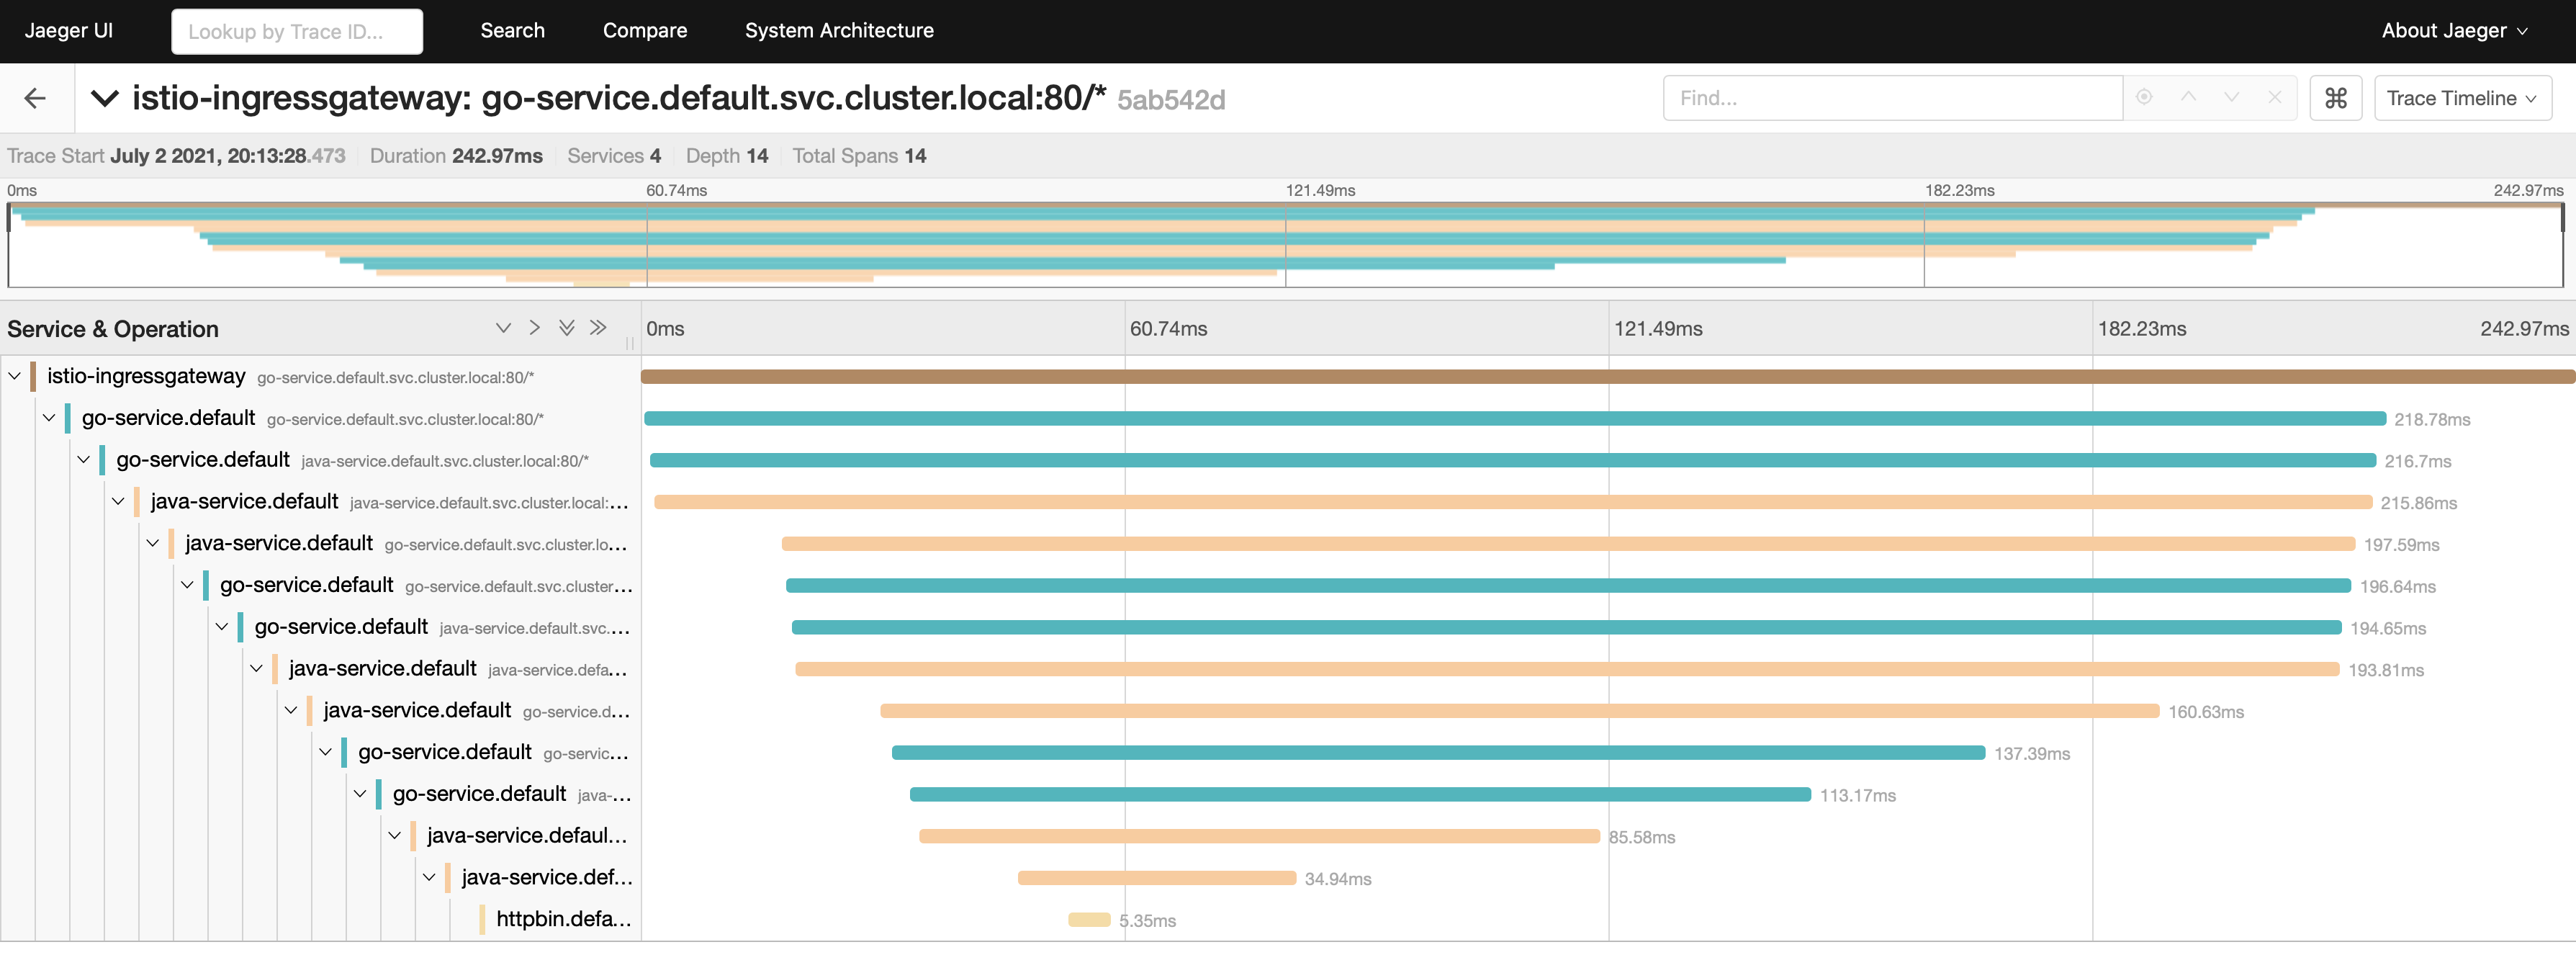 Jaeger UI Lookup by Trace ID... Search Compare System Architecture About Jaeger
istio-ingressgateway: go-service.default.svc.cluster.local:80/* 5ab542d Find... ⌘ Trace Timeline
Trace Start July 2 2021, 20:13:28.473 Duration 242.97ms Services 4 Depth 14 Total Spans 14
0ms 60.74ms 121.49ms 182.23ms 242.97ms
Service & Operation 0ms 60.74ms 121.49ms 182.23ms 242.97ms
istio-ingressgateway go-service.default.svc.cluster.local:80/*
go-service.default go-service.default.svc.cluster.local:80/* 218.78ms
go-service.default java-service.default.svc.cluster.local:80/* 216.7ms
java-service.default java-service.default.svc.cluster.local:... 215.86ms
java-service.default go-service.default.svc.cluster.lo... 197.59ms
go-service.default go-service.default.svc.cluster... 196.64ms
go-service.default java-service.default.svc.... 194.65ms
java-service.default java-service.defa... 193.81ms
java-service.default go-service.d... 160.63ms
go-service.default go-servic... 137.39ms
go-service.default java-... 113.17ms
java-service.defaul... 85.58ms
java-service.def... 34.94ms
httpbin.defa... 5.35ms